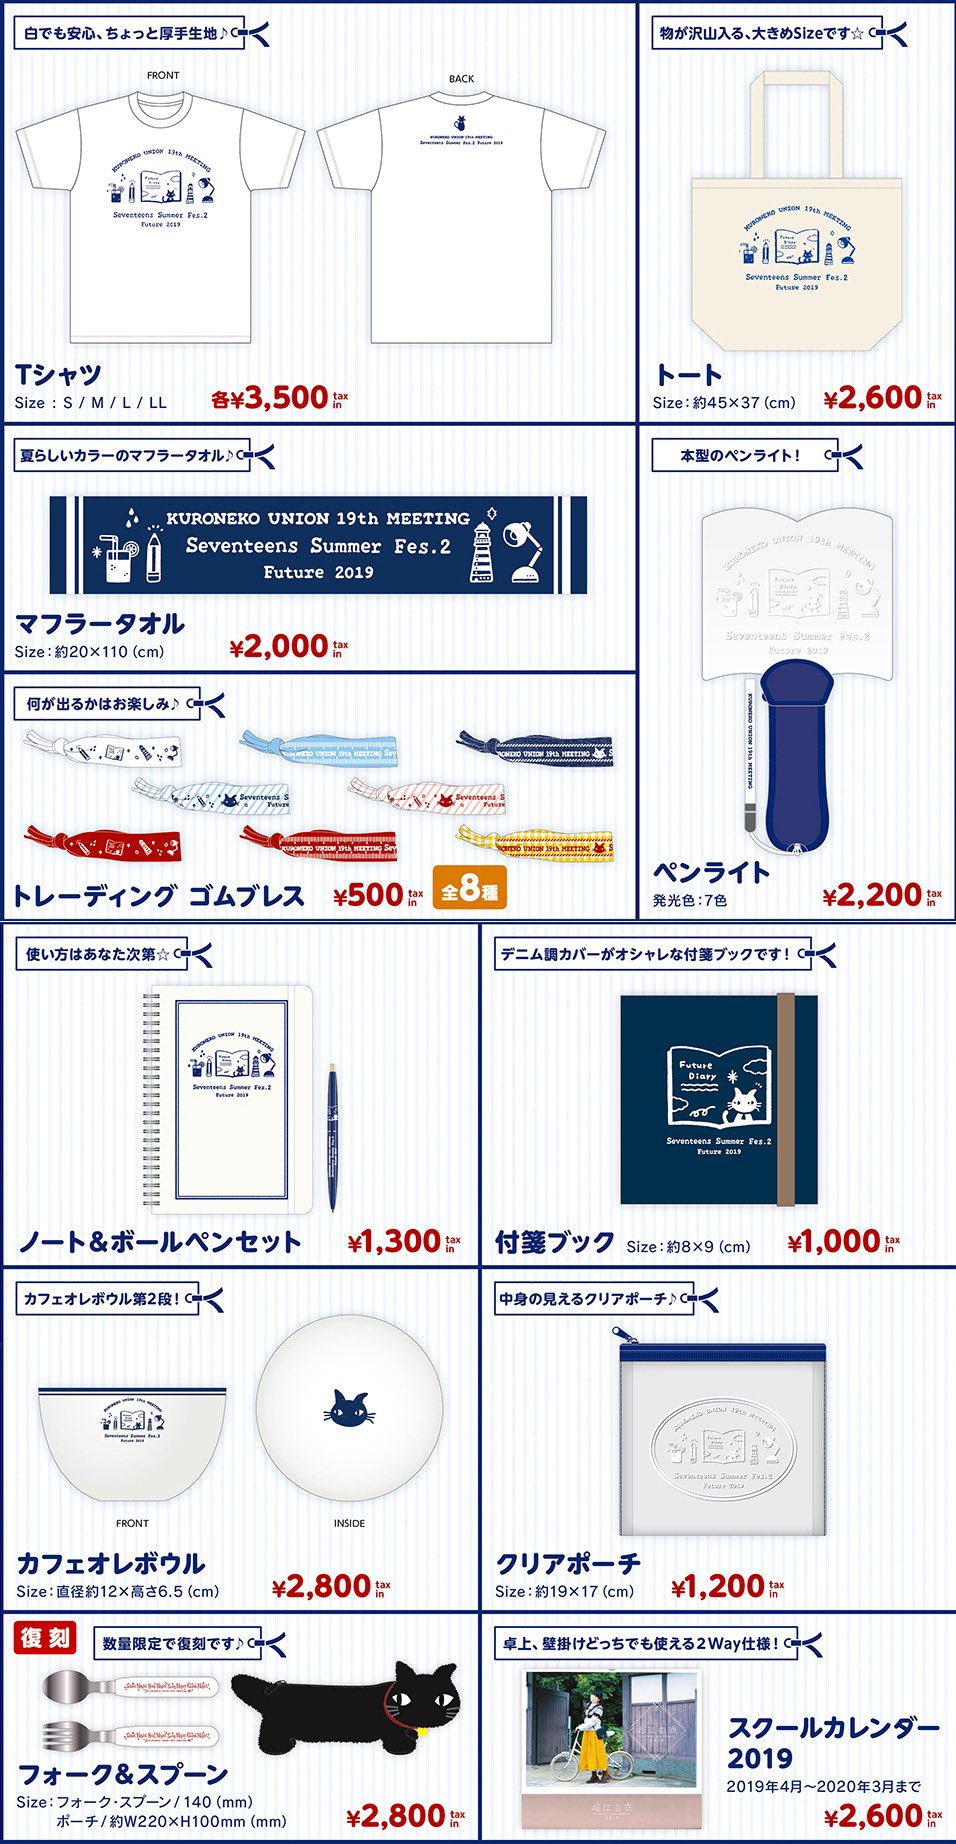 白でも安心、ちょっと厚手生地♪
FRONT
BACK
KURONEKO UNION 19th MEETING
Future
Diary
Seventeens Summer Fes.2
Future 2019
KURONEKO UNION 19th MEETING
Seventeens Summer Fes.2 Future 2019
Tシャツ
Size : S / M / L / LL
各¥3,500 tax in
物が沢山入る、大きめSizeです☆
KURONEKO UNION 19th MEETING
Future
Diary
Seventeens Summer Fes.2
Future 2019
トート
Size:約45×37 (cm)
¥2,600 tax in
夏らしいカラーのマフラータオル♪
KURONEKO UNION 19th MEETING
Seventeens Summer Fes.2
Future 2019
マフラータオル
Size:約20×110 (cm)
¥2,000 tax in
本型のペンライト!
KURONEKO UNION 19th MEETING
Future
Diary
Seventeens Summer Fes.2
Future 2019
KURONEKO UNION 19th MEETING
ペンライト
発光色:7色
¥2,200 tax in
何が出るかはお楽しみ♪
KURONEKO UNION 19th MEETING Sev
KURONEKO UNION 19th MEETING
Seventeens S
Future
Seventeens S
Future
KURONEKO UNION 19th MEETING Sev
KURONEKO UNION 19th MEETING
トレーディング ゴムブレス
¥500 tax in
全8種
使い方はあなた次第☆
KURONEKO UNION 19th MEETING
Future
Diary
Seventeens Summer Fes.2
Future 2019
ノート&ボールペンセット
¥1,300 tax in
デニム調カバーがオシャレな付箋ブックです!
Future
Diary
Seventeens Summer Fes.2
Future 2019
付箋ブック Size:約8×9 (cm)
¥1,000 tax in
カフェオレボウル第2段!
KURONEKO UNION 19th MEETING
Seventeens Summer Fes.2
Future 2019
FRONT
INSIDE
カフェオレボウル
Size:直径約12×高さ6.5 (cm)
¥2,800 tax in
中身の見えるクリアポーチ♪
KURONEKO UNION 19th MEETING
Future
Diary
Seventeens Summer Fes.2
Future 2019
クリアポーチ
Size:約19×17 (cm)
¥1,200 tax in
復刻
数量限定で復刻です♪
フォーク&スプーン
Size:フォーク・スプーン/140 (mm)
ポーチ/約W220×H100mm (mm)
¥2,800 tax in
卓上、壁掛けどっちでも使える2Way仕様!
堀江由衣
スクールカレンダー
2019
2019年4月〜2020年3月まで
¥2,600 tax in